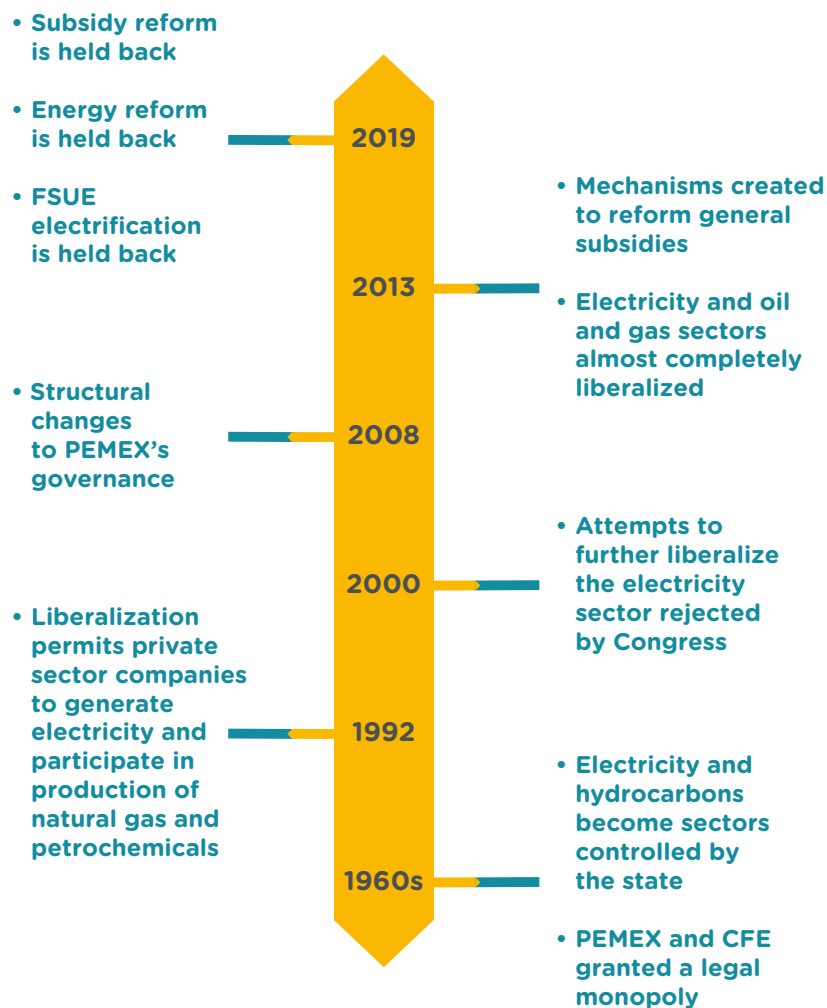 • Subsidy reform
is held back
• Energy reform
is held back
• FSUE
electrification
is held back
2019
• Mechanisms created
to reform general
subsidies
• Electricity and oil
and gas sectors
almost completely
liberalized
2013
• Structural
changes
to PEMEX’s
governance
2008
• Attempts to
further liberalize
the electricity
sector rejected
by Congress
2000
• Liberalization
permits private
sector companies
to generate
electricity and
participate in
production of
natural gas and
petrochemicals
1992
• Electricity and
hydrocarbons
become sectors
controlled by
the state
• PEMEX and CFE
granted a legal
monopoly
1960s